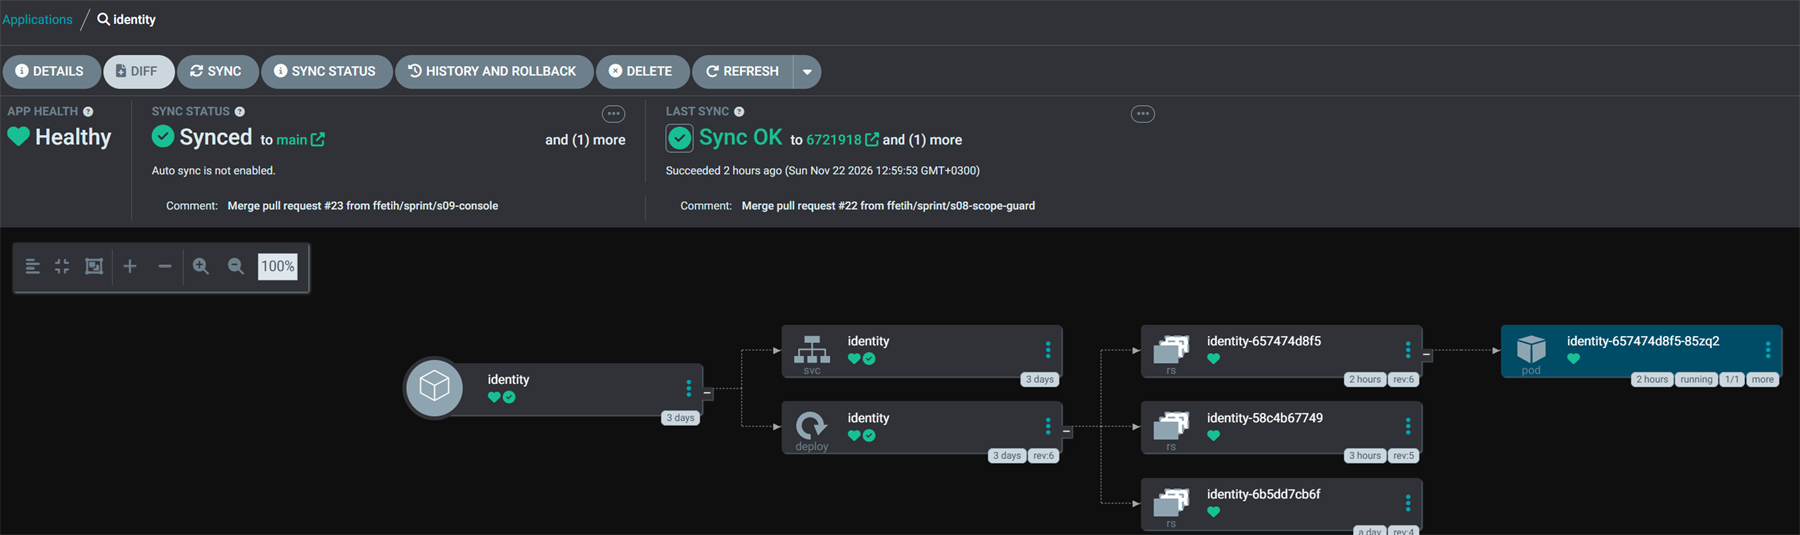 Applications / identity
DETAILS DIFF SYNC SYNC STATUS HISTORY AND ROLLBACK DELETE REFRESH
APP HEALTH
Healthy
SYNC STATUS
Synced to main and (1) more
Auto sync is not enabled.
Comment: Merge pull request #23 from ffetih/sprint/s09-console
LAST SYNC
Sync OK to 6721918 and (1) more
Succeeded 2 hours ago (Sun Nov 22 2026 12:59:53 GMT+0300)
Comment: Merge pull request #22 from ffetih/sprint/s08-scope-guard
100%
identity
3 days
identity
svc
3 days
identity
deploy
3 days rev:6
identity-657474d8f5
rs
2 hours rev:6
identity-58c4b67749
rs
3 hours rev:5
identity-6b5dd7cb6f
rs
a day rev:4
identity-657474d8f5-85zq2
pod
2 hours running 1/1 more